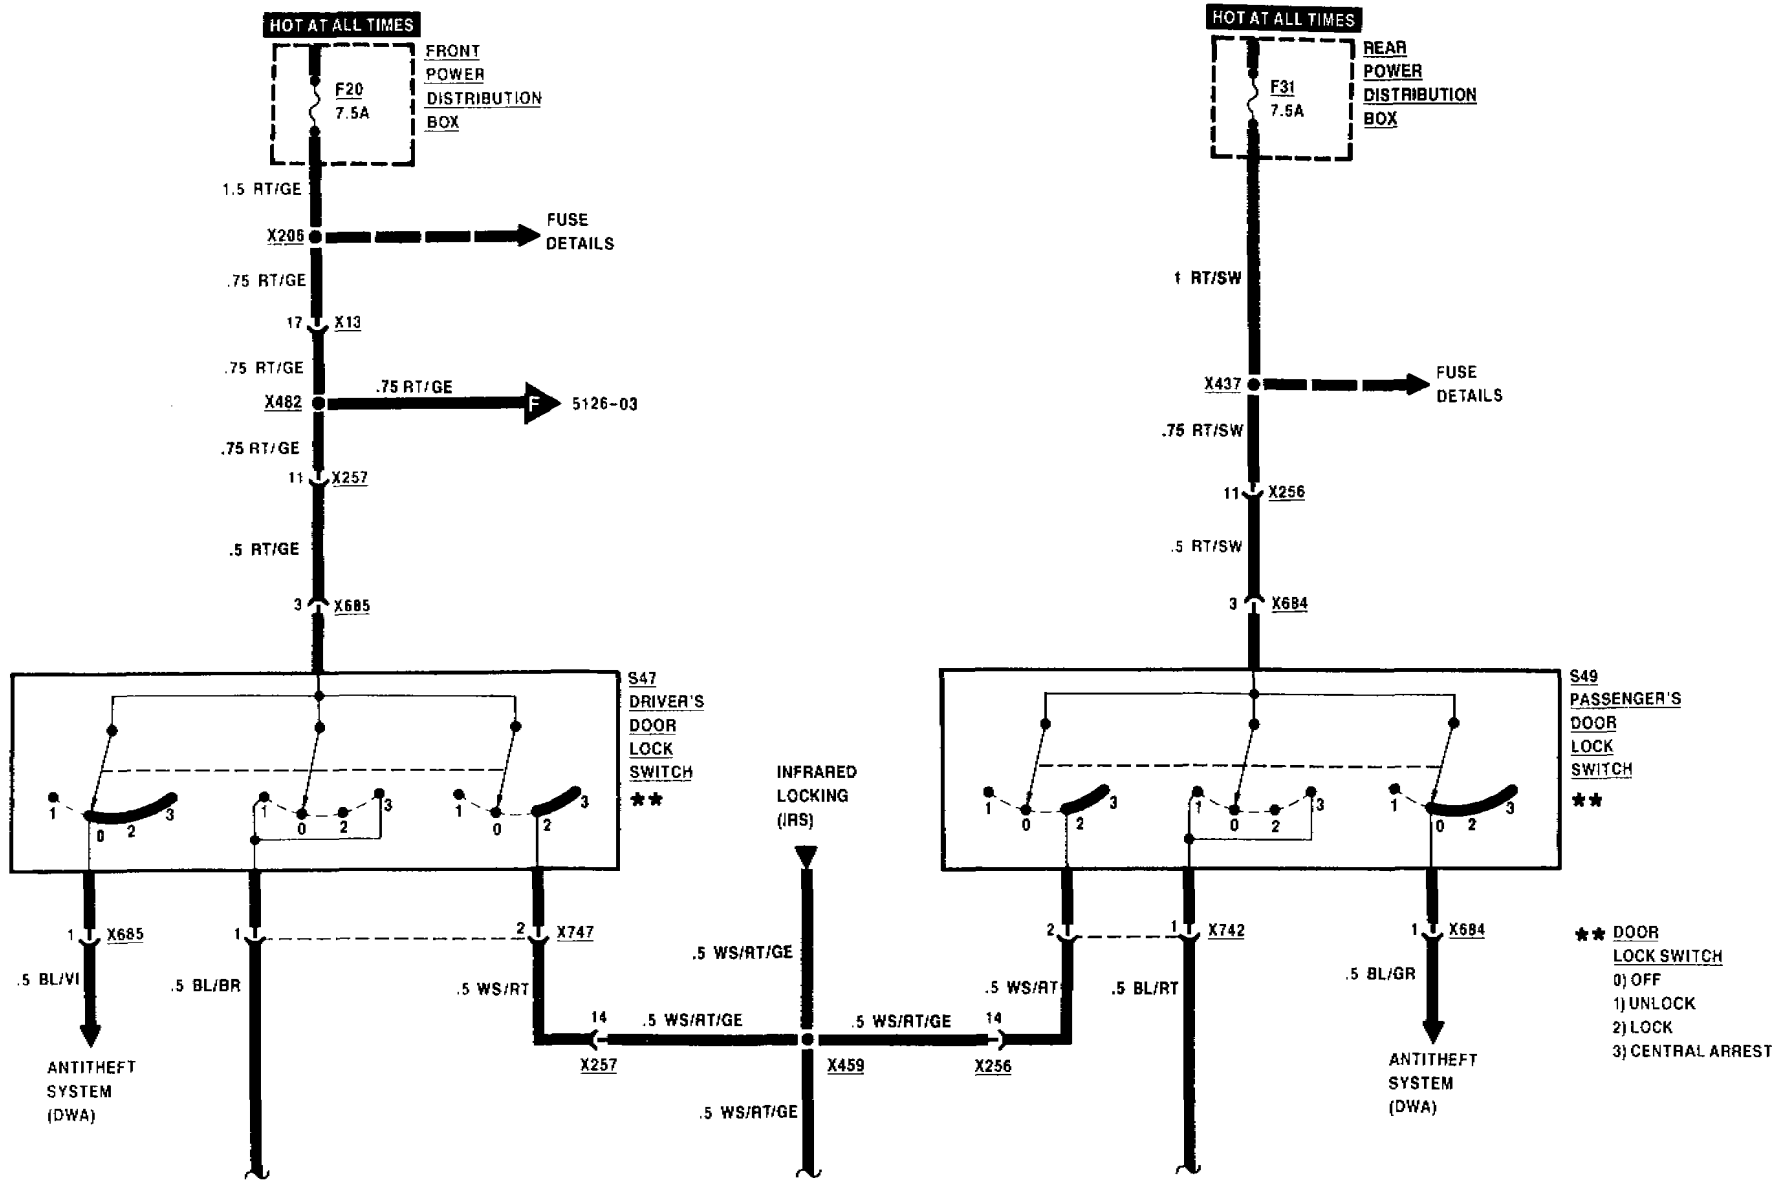 HOT AT ALL TIMES
FRONT
POWER
DISTRIBUTION
BOX
F20
7.5A
1.5 RT/GE
X206
FUSE
DETAILS
.75 RT/GE
17 X13
.75 RT/GE
X482
.75 RT/GE
F
5126-03
.75 RT/GE
11 X257
.5 RT/GE
3 X685
S47
DRIVER'S
DOOR
LOCK
SWITCH
**
1 0 2 3
1 0 2 3
1 0 2 3
1 X685
.5 BL/VI
ANTITHEFT
SYSTEM
(DWA)
1
.5 BL/BR
2 X747
.5 WS/RT
14
X257
.5 WS/RT/GE
INFRARED
LOCKING
(IRS)
.5 WS/RT/GE
X459
.5 WS/RT/GE
.5 WS/RT/GE
14
X256
HOT AT ALL TIMES
REAR
POWER
DISTRIBUTION
BOX
F31
7.5A
1 RT/SW
X437
FUSE
DETAILS
.75 RT/SW
11 X256
.5 RT/SW
3 X684
S49
PASSENGER'S
DOOR
LOCK
SWITCH
**
1 0 2 3
1 0 2 3
1 0 2 3
2
.5 WS/RT
1 X742
.5 BL/RT
1 X684
.5 BL/GR
ANTITHEFT
SYSTEM
(DWA)
** DOOR
LOCK SWITCH
0) OFF
1) UNLOCK
2) LOCK
3) CENTRAL ARREST